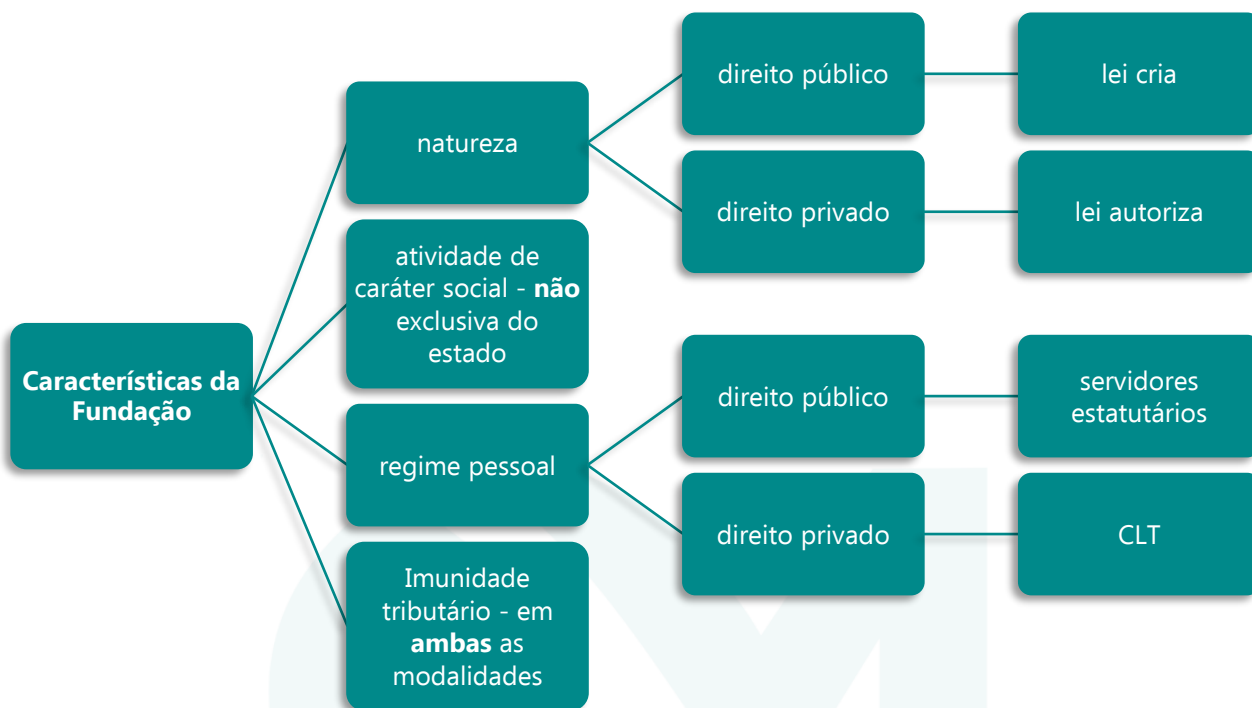 Características da
Fundação
natureza
direito público
lei cria
direito privado
lei autoriza
atividade de
caráter social - não
exclusiva do
estado
regime pessoal
direito público
servidores
estatutários
direito privado
CLT
Imunidade
tributário - em
ambas as
modalidades